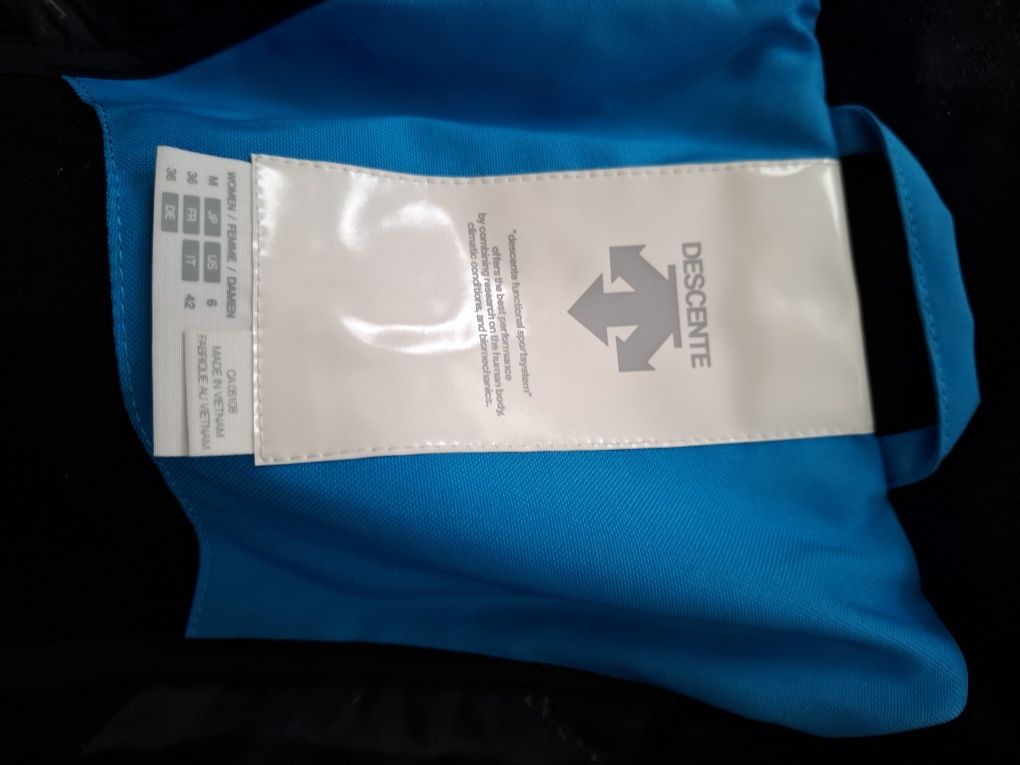 DESCENTE
"descente functional sportsystem"
offers the best performance
by combining research on the human body,
climatic conditions, and biomechanics.
WOMEN / FEMME / DAMEN
M JP US 6
36 FR IT 42
36 DE
CA 05108
MADE IN VIETNAM
FABRIQUE AU VIETNAM